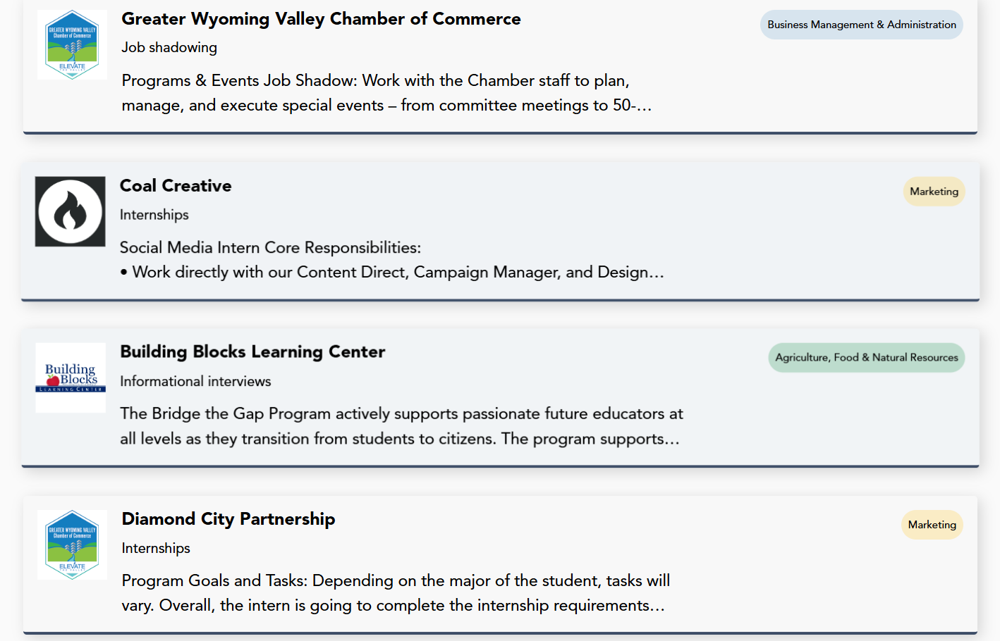 GREATER WYOMING VALLEY
Chamber of Commerce
ELEVATE
THE VALLEY
Greater Wyoming Valley Chamber of Commerce
Business Management & Administration
Job shadowing
Programs & Events Job Shadow: Work with the Chamber staff to plan,
manage, and execute special events – from committee meetings to 50-…
Coal Creative
Marketing
Internships
Social Media Intern Core Responsibilities:
• Work directly with our Content Direct, Campaign Manager, and Design…
Building
Blocks
LEARNING CENTER
Building Blocks Learning Center
Agriculture, Food & Natural Resources
Informational interviews
The Bridge the Gap Program actively supports passionate future educators at
all levels as they transition from students to citizens. The program supports…
GREATER WYOMING VALLEY
Chamber of Commerce
ELEVATE
THE VALLEY
Diamond City Partnership
Marketing
Internships
Program Goals and Tasks: Depending on the major of the student, tasks will
vary. Overall, the intern is going to complete the internship requirements…